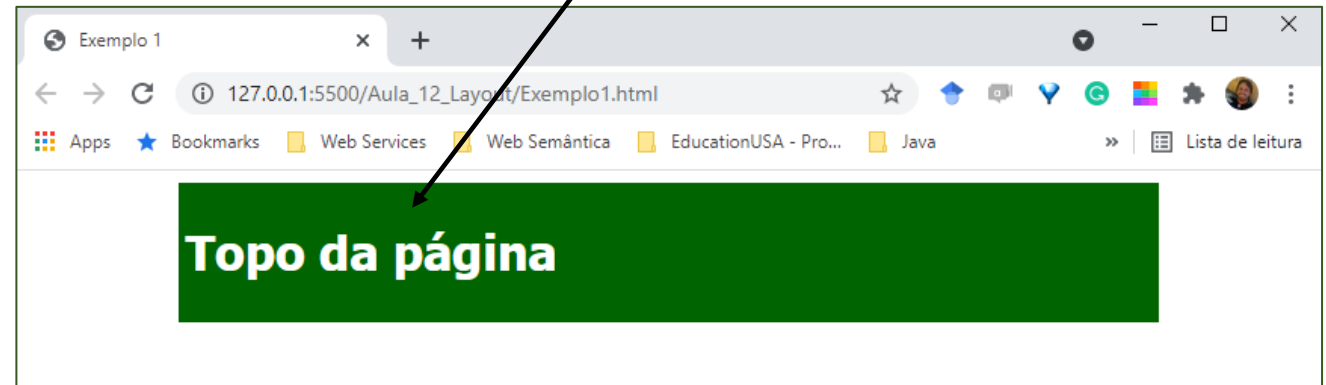 Exemplo 1
127.0.0.1:5500/Aula_12_Layout/Exemplo1.html
Apps Bookmarks Web Services Web Semântica EducationUSA - Pro... Java » Lista de leitura
Topo da página